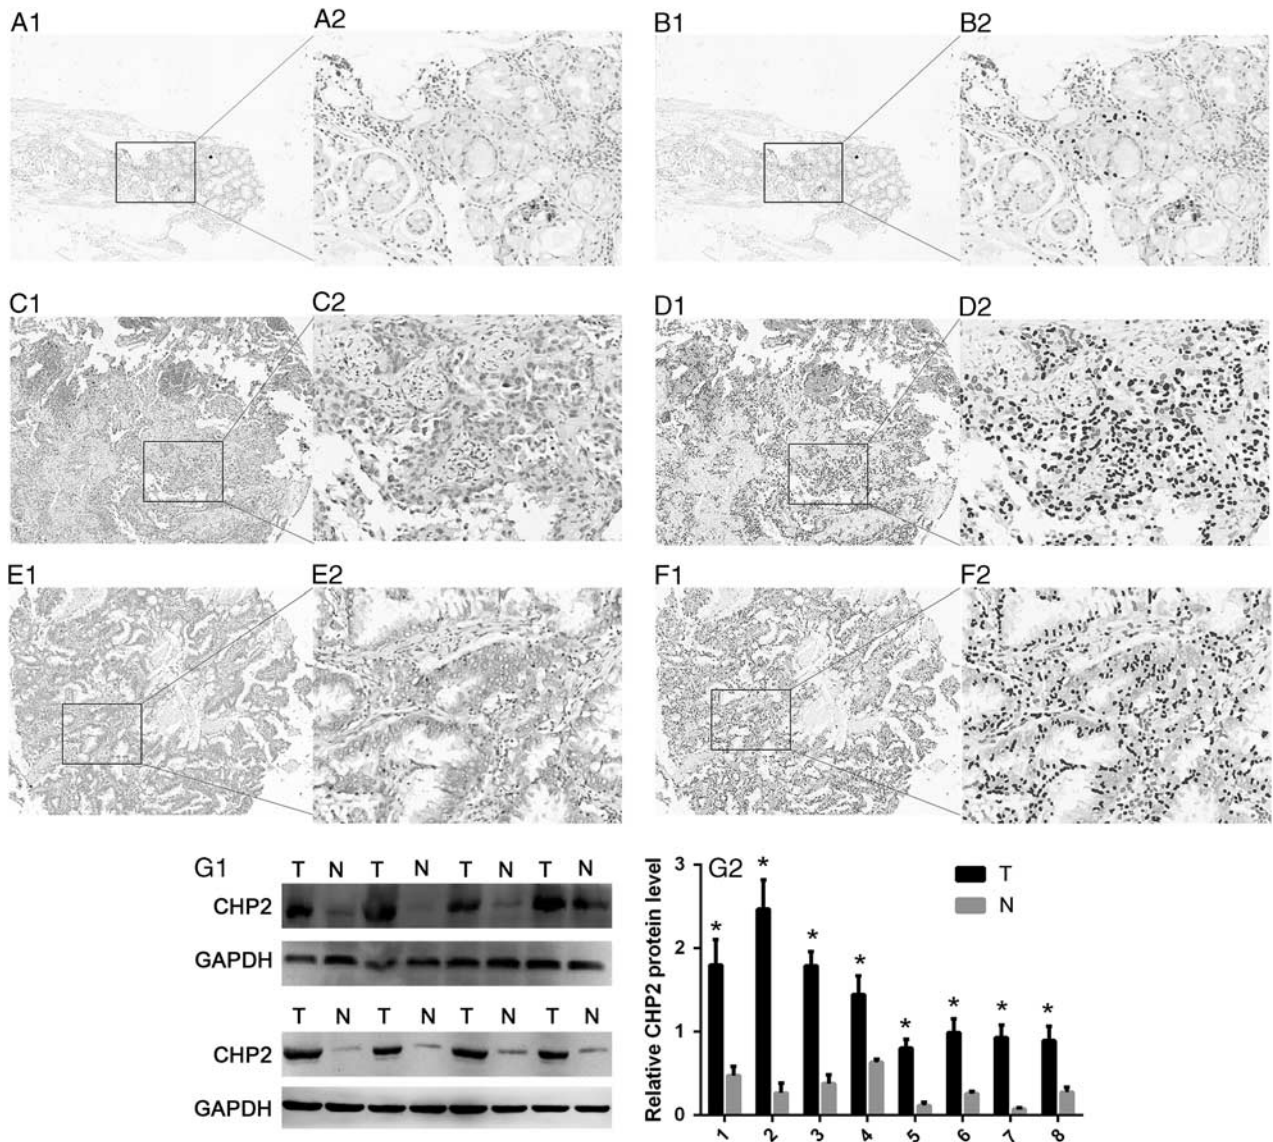 A1 A2 B1 B2
C1 C2 D1 D2
E1 E2 F1 F2
G1 T N T N T N T N
CHP2
GAPDH
T N T N T N T N
CHP2
GAPDH
G2
Relative CHP2 protein level
3
2
1
0
* * * * * * * *
T
N
1 2 3 4 5 6 7 8